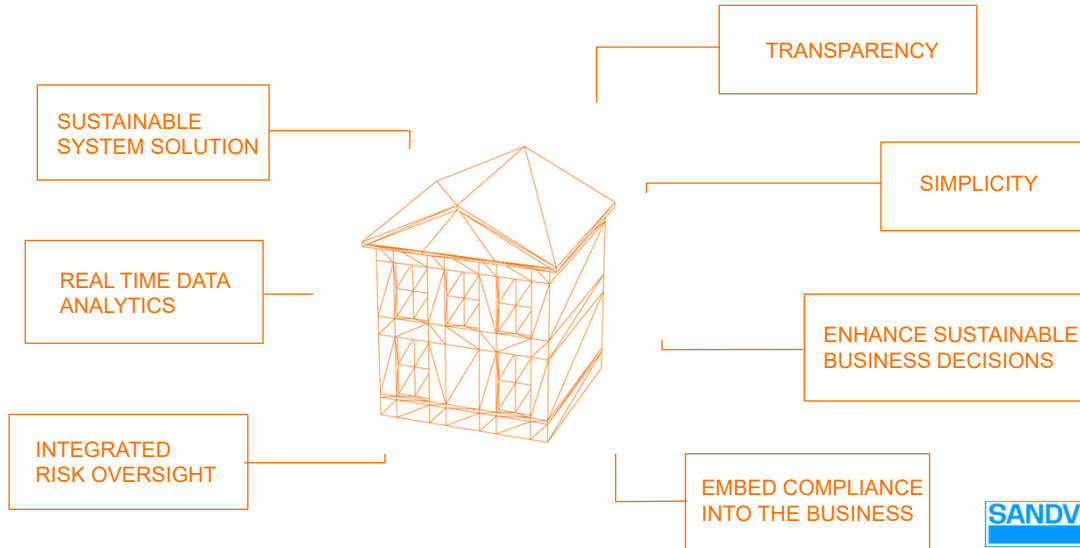 TRANSPARENCY
SUSTAINABLE
SYSTEM SOLUTION
SIMPLICITY
REAL TIME DATA
ANALYTICS
ENHANCE SUSTAINABLE
BUSINESS DECISIONS
INTEGRATED
RISK OVERSIGHT
EMBED COMPLIANCE
INTO THE BUSINESS
SANDV